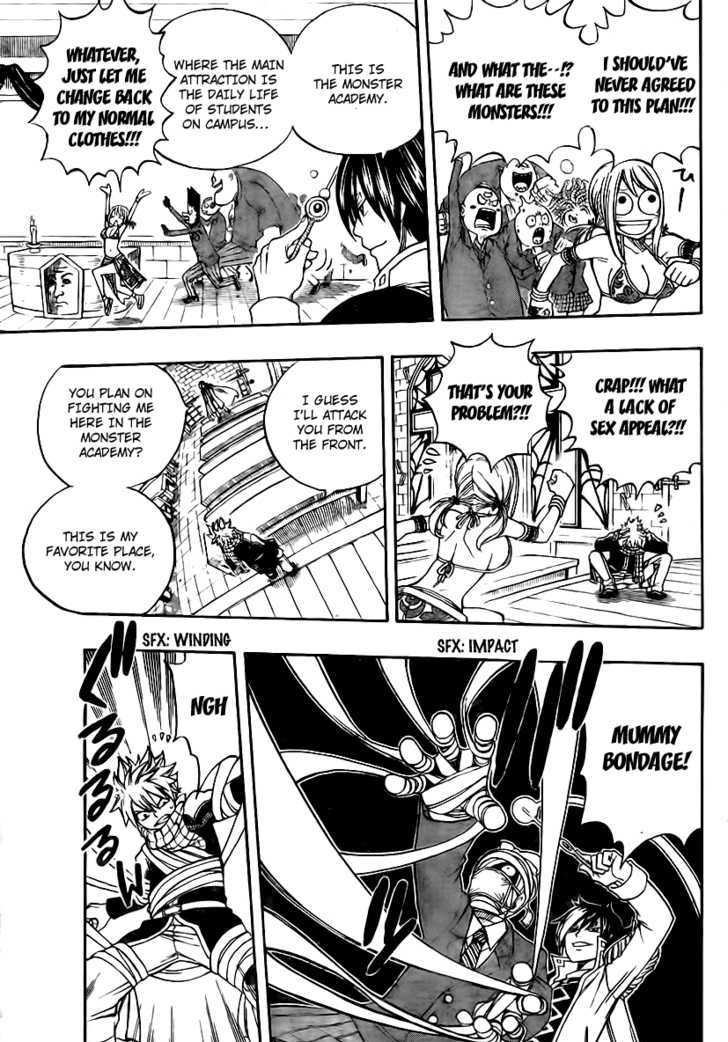 I SHOULD'VE
NEVER AGREED
TO THIS PLAN!!!
AND WHAT THE--!?
WHAT ARE THESE
MONSTERS!!!
ひいっ
THIS IS
THE MONSTER
ACADEMY.
WHERE THE MAIN
ATTRACTION IS
THE DAILY LIFE
OF STUDENTS
ON CAMPUS...
WHATEVER,
JUST LET ME
CHANGE BACK
TO MY NORMAL
CLOTHES!!!
CRAP!!! WHAT
A LACK OF
SEX APPEAL?!!
THAT'S YOUR
PROBLEM?!!
I GUESS
I'LL ATTACK
YOU FROM
THE FRONT.
YOU PLAN ON
FIGHTING ME
HERE IN THE
MONSTER
ACADEMY?
THIS IS MY
FAVORITE PLACE,
YOU KNOW.
SFX: IMPACT
MUMMY
BONDAGE!
SFX: WINDING
NGH
ぐるるる